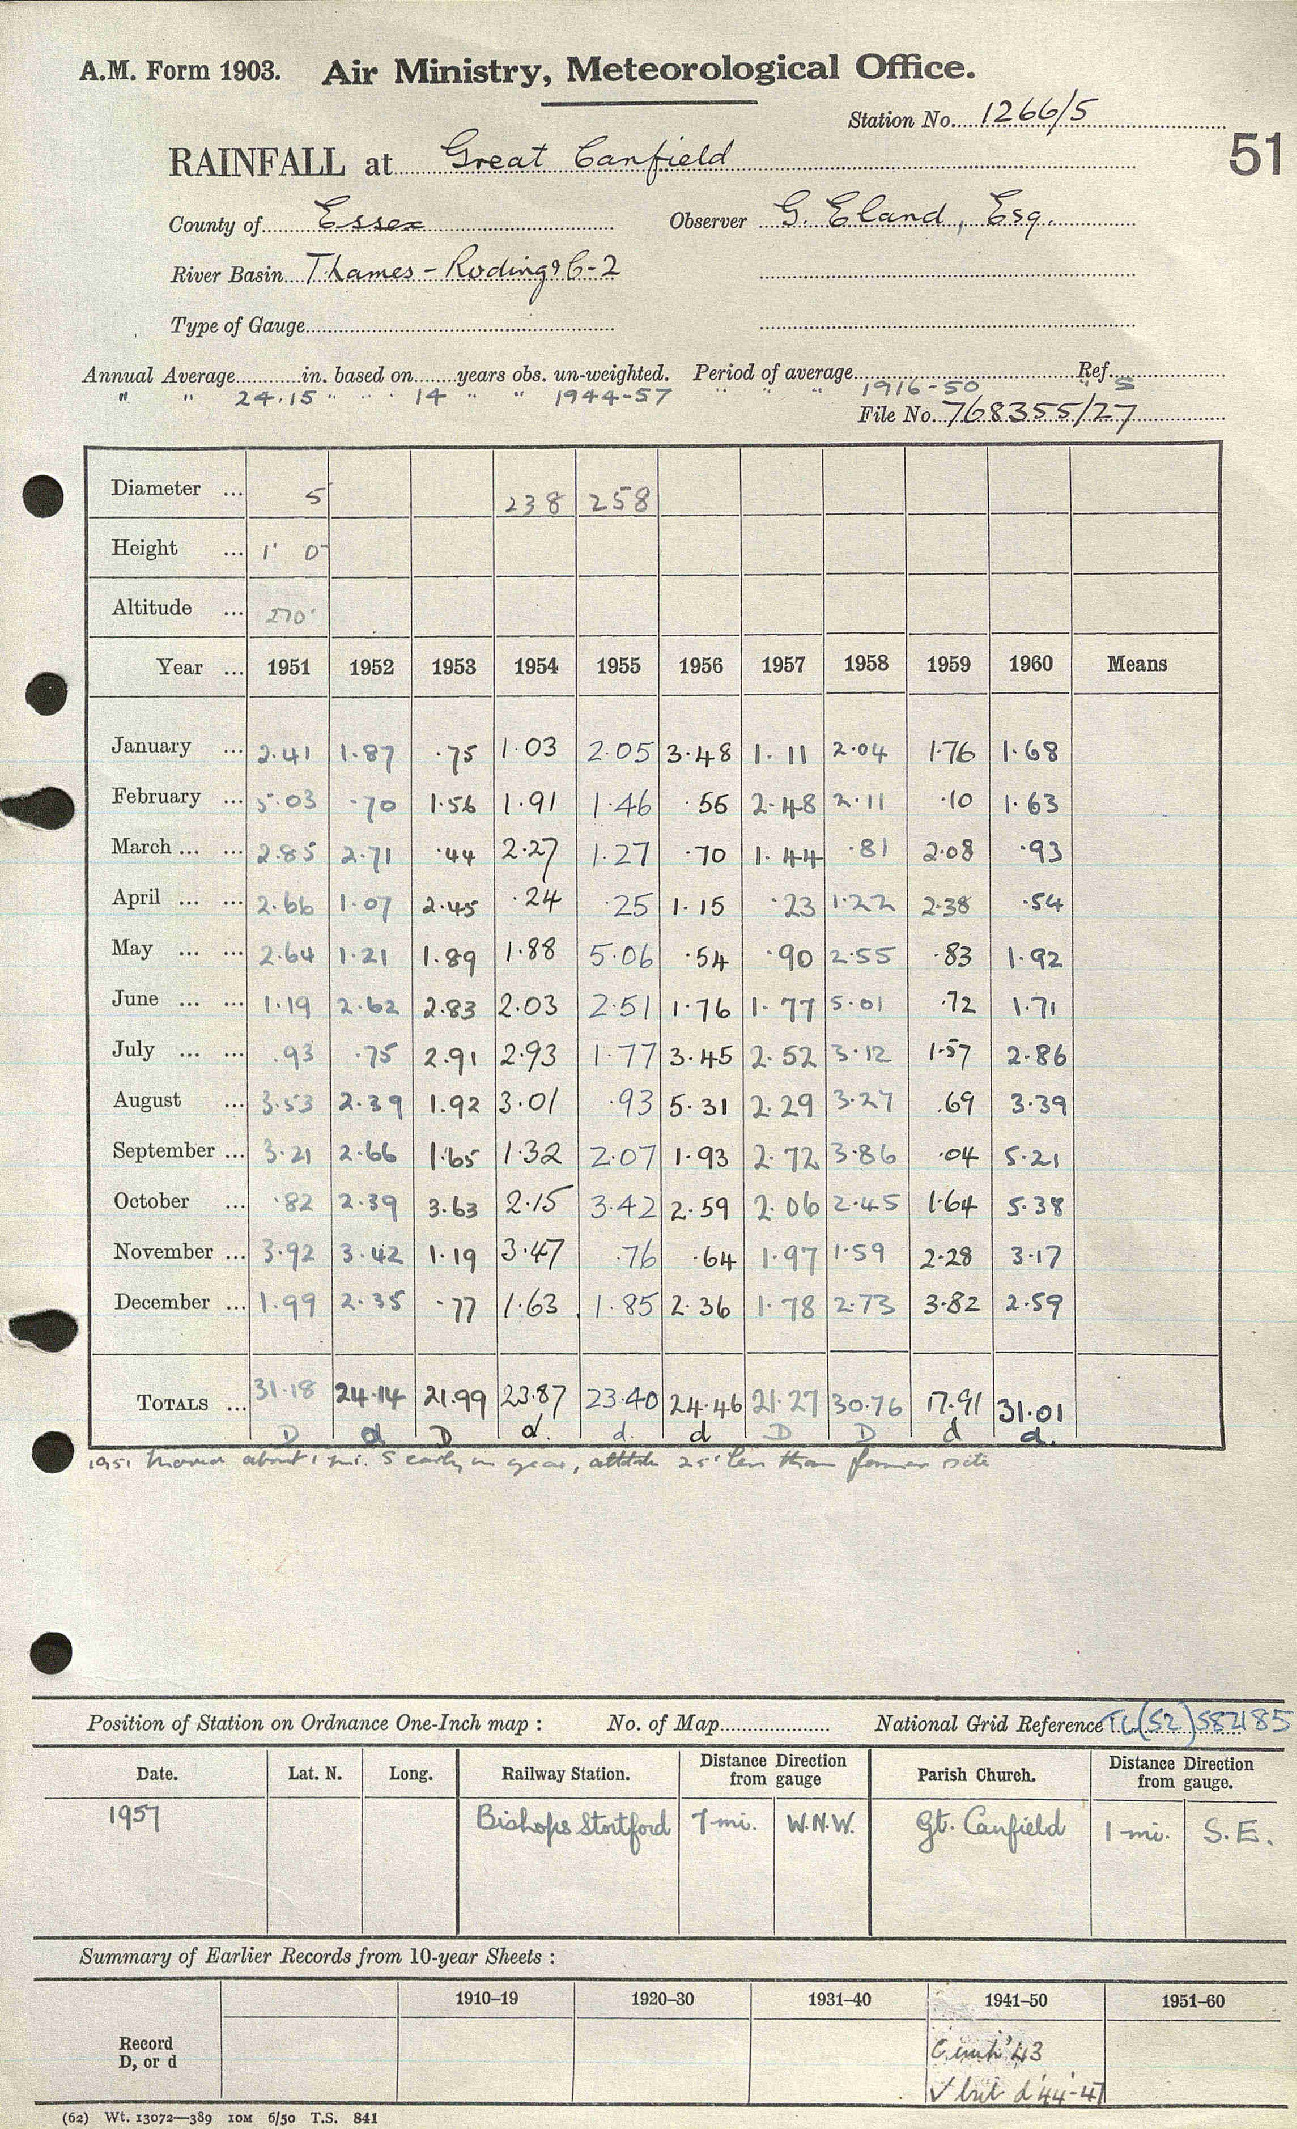 A.M. Form 1903. Air Ministry, Meteorological Office.
Station No. 1266/5
51
RAINFALL at Great Canfield
County of Essex Observer G. Eland, Esq.
River Basin Thames - Roding 96-2
Type of Gauge
Annual Average in. based on years obs. un-weighted. Period of average Ref.
" " 24.15 " " 14 " " 1944-57 " " " 1916-50 " S
File No. 768355/27
Diameter ... 5 238 258
Height ... 1' 0"
Altitude ... 270'
Year ... 1951 1952 1953 1954 1955 1956 1957 1958 1959 1960 Means
January ... 2.41 1.87 .75 1.03 2.05 3.48 1.11 2.04 1.76 1.68
February ... 5.03 .70 1.56 1.91 1.46 .55 2.48 2.11 .10 1.63
March ... ... 2.85 2.71 .44 2.27 1.27 .70 1.44 .81 2.08 .93
April ... ... 2.66 1.07 2.45 .24 .25 1.15 .23 1.22 2.38 .54
May ... ... 2.64 1.21 1.89 1.88 5.06 .54 .90 2.55 .83 1.92
June ... ... 1.19 2.62 2.83 2.03 2.51 1.76 1.77 5.01 .72 1.71
July ... ... .93 .75 2.91 2.93 1.77 3.45 2.52 3.12 1.57 2.86
August ... 3.53 2.39 1.92 3.01 .93 5.31 2.29 3.27 .69 3.39
September ... 3.21 2.66 1.65 1.32 2.07 1.93 2.72 3.86 .04 5.21
October ... .82 2.39 3.63 2.15 3.42 2.59 2.06 2.45 1.64 5.38
November ... 3.92 3.42 1.19 3.47 .76 .64 1.97 1.59 2.28 3.17
December ... 1.99 2.35 .77 1.63 1.85 2.36 1.78 2.73 3.82 2.59
TOTALS ... 31.18 24.14 21.99 23.87 23.40 24.46 21.27 30.76 17.91 31.01
D d D d. d. d D D d d.
1951 Moved about 1 mi. S early in year, altitude 25' less than former site
Position of Station on Ordnance One-Inch map : No. of Map National Grid Reference TL(52)582185
Date. Lat. N. Long. Railway Station. Distance from gauge Direction Parish Church. Distance from gauge. Direction
1957 Bishops Stortford 7 mi. W.N.W. Gt. Canfield 1 mi. S.E.
Summary of Earlier Records from 10-year Sheets :
1910–19 1920–30 1931–40 1941–50 1951–60
Record
D, or d
'43
✓ but d '44-47
(62) Wt. 13072—389 10M 6/50 T.S. 841